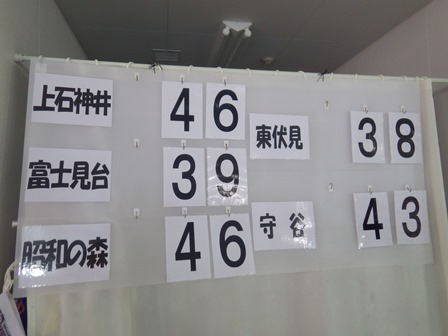 上石神井 46
東伏見 38
富士見台 39
守谷 43
昭和の森 46